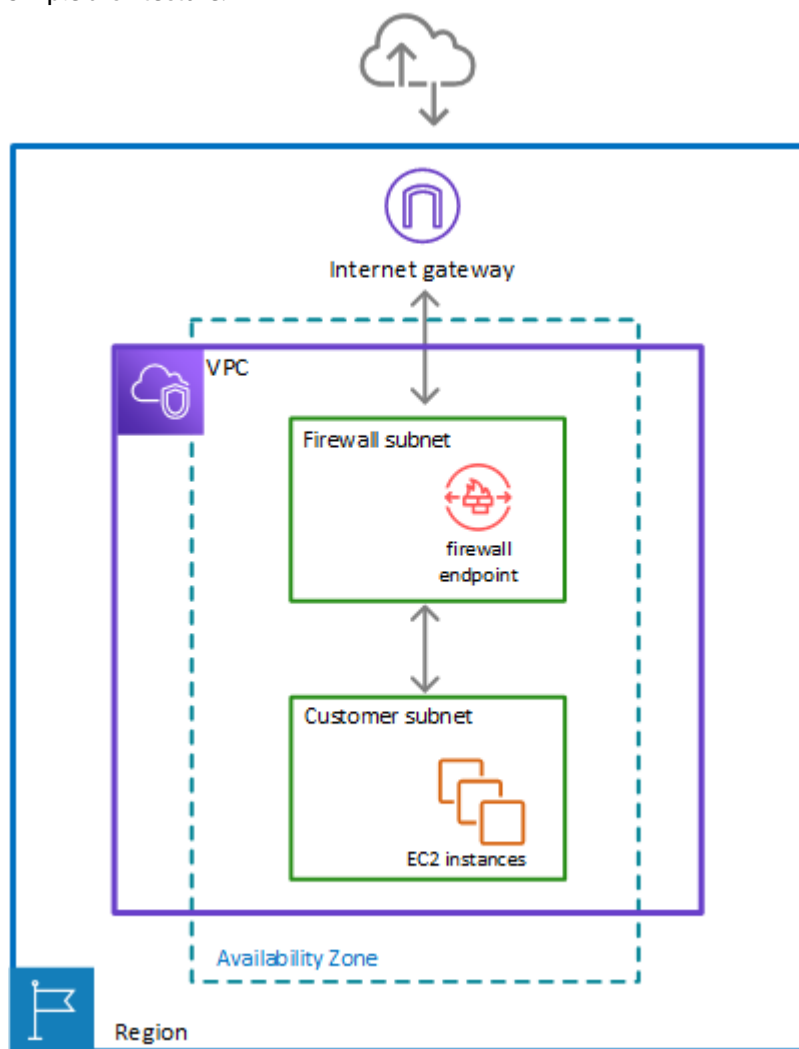 Internet gateway
VPC
Firewall subnet
firewall
endpoint
Customer subnet
EC2 instances
Availability Zone
Region